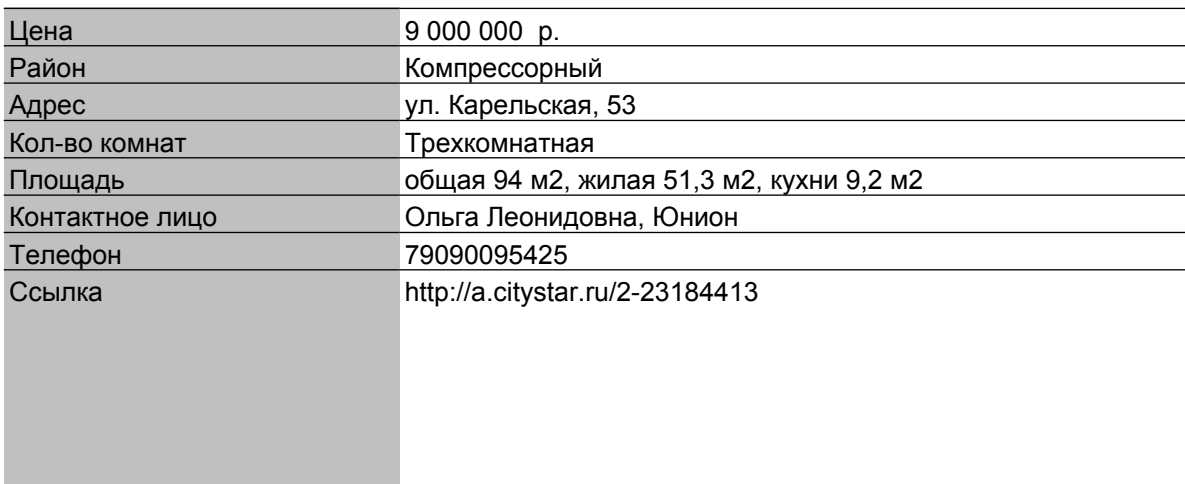 Цена 9 000 000 р.
Район Компрессорный
Адрес ул. Карельская, 53
Кол-во комнат Трехкомнатная
Площадь общая 94 м2, жилая 51,3 м2, кухни 9,2 м2
Контактное лицо Ольга Леонидовна, Юнион
Телефон 79090095425
Ссылка http://a.citystar.ru/2-23184413